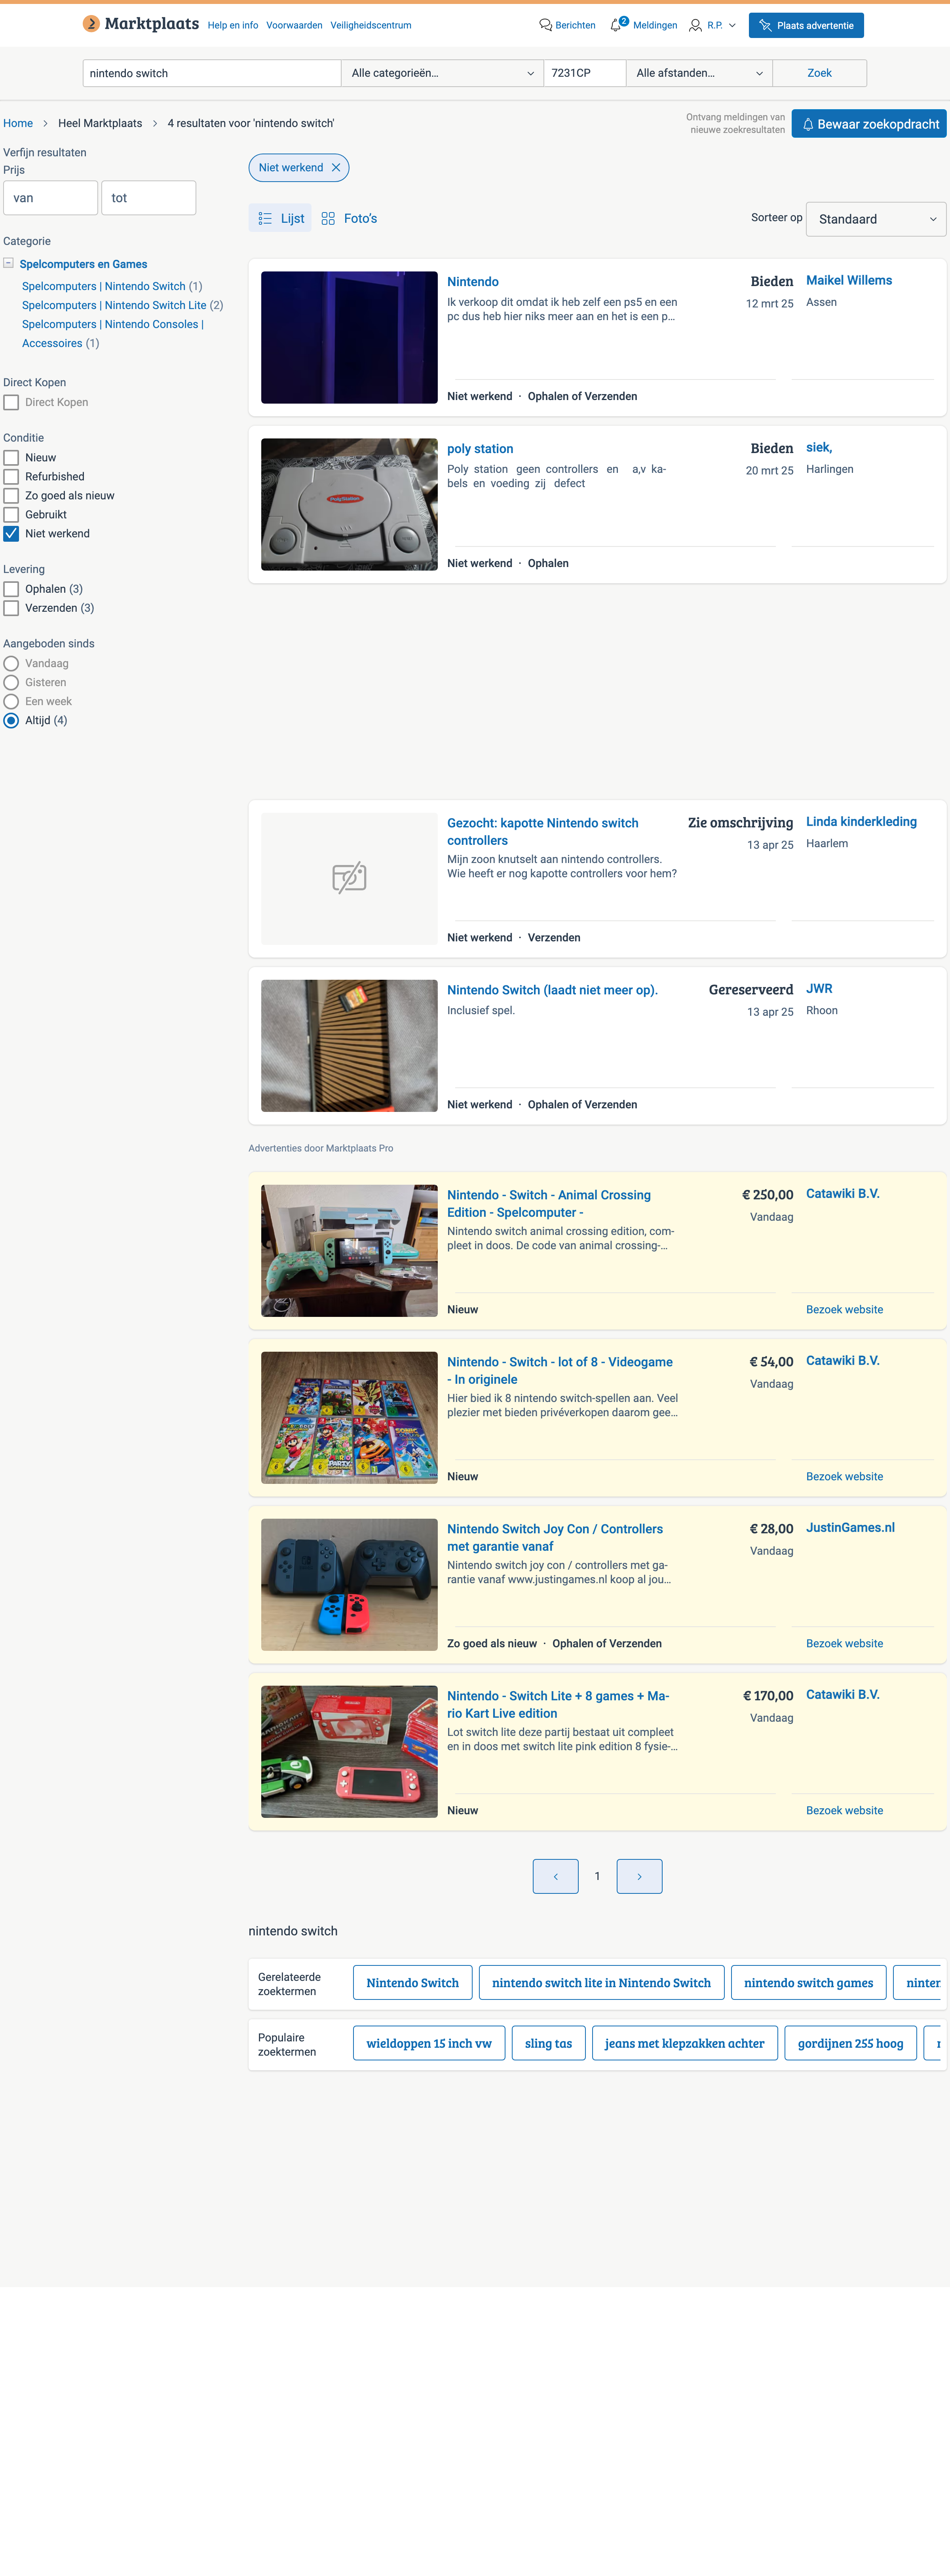 Marktplaats Help en info Voorwaarden Veiligheidscentrum Berichten 2 Meldingen R.P. Plaats advertentie
nintendo switch Alle categorieën... 7231CP Alle afstanden... Zoek
Home Heel Marktplaats 4 resultaten voor 'nintendo switch'
Ontvang meldingen van
nieuwe zoekresultaten
Bewaar zoekopdracht
Verfijn resultaten
Prijs
van tot
Categorie
Spelcomputers en Games
Spelcomputers | Nintendo Switch (1)
Spelcomputers | Nintendo Switch Lite (2)
Spelcomputers | Nintendo Consoles |
Accessoires (1)
Direct Kopen
Direct Kopen
Conditie
Nieuw
Refurbished
Zo goed als nieuw
Gebruikt
Niet werkend
Levering
Ophalen (3)
Verzenden (3)
Aangeboden sinds
Vandaag
Gisteren
Een week
Altijd (4)
Niet werkend
Lijst Foto's
Sorteer op Standaard
Nintendo Bieden Maikel Willems
Ik verkoop dit omdat ik heb zelf een ps5 en een 12 mrt 25 Assen
pc dus heb hier niks meer aan en het is een p...
Niet werkend · Ophalen of Verzenden
PolyStation
poly station Bieden siek,
Poly station geen controllers en a,v ka- 20 mrt 25 Harlingen
bels en voeding zij defect
Niet werkend · Ophalen
Gezocht: kapotte Nintendo switch Zie omschrijving Linda kinderkleding
controllers 13 apr 25 Haarlem
Mijn zoon knutselt aan nintendo controllers.
Wie heeft er nog kapotte controllers voor hem?
Niet werkend · Verzenden
Nintendo Switch (laadt niet meer op). Gereserveerd JWR
Inclusief spel. 13 apr 25 Rhoon
Niet werkend · Ophalen of Verzenden
Advertenties door Marktplaats Pro
Nintendo - Switch - Animal Crossing € 250,00 Catawiki B.V.
Edition - Spelcomputer - Vandaag
Nintendo switch animal crossing edition, com-
pleet in doos. De code van animal crossing-...
Nieuw Bezoek website
Nintendo - Switch - lot of 8 - Videogame € 54,00 Catawiki B.V.
- In originele Vandaag
Hier bied ik 8 nintendo switch-spellen aan. Veel
plezier met bieden privéverkopen daarom gee...
Nieuw Bezoek website
PARTY
SONIC
Nintendo Switch Joy Con / Controllers € 28,00 JustinGames.nl
met garantie vanaf Vandaag
Nintendo switch joy con / controllers met ga-
rantie vanaf www.justingames.nl koop al jou...
Zo goed als nieuw · Ophalen of Verzenden Bezoek website
Nintendo - Switch Lite + 8 games + Ma- € 170,00 Catawiki B.V.
rio Kart Live edition Vandaag
Lot switch lite deze partij bestaat uit compleet
en in doos met switch lite pink edition 8 fysie-...
Nieuw Bezoek website
1
nintendo switch
Gerelateerde
zoektermen
Nintendo Switch nintendo switch lite in Nintendo Switch nintendo switch games
Populaire
zoektermen
wieldoppen 15 inch vw sling tas jeans met klepzakken achter gordijnen 255 hoog